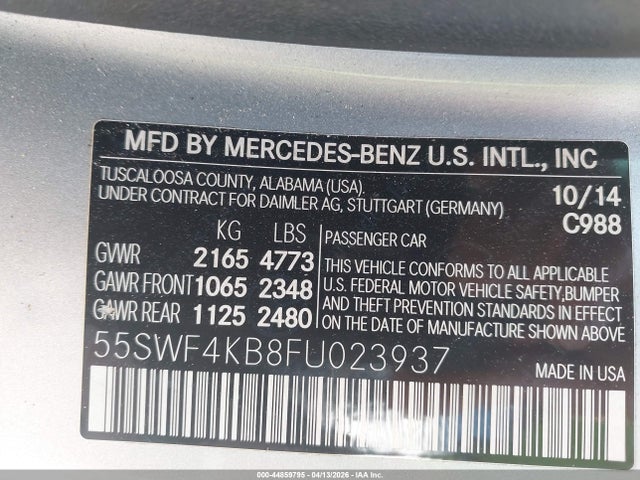 MFD BY MERCEDES-BENZ U.S. INTL., INC
TUSCALOOSA COUNTY, ALABAMA (USA).
UNDER CONTRACT FOR DAIMLER AG, STUTTGART (GERMANY)
10/14
C988
KG LBS
GVWR 2165 4773
GAWR FRONT 1065 2348
GAWR REAR 1125 2480
PASSENGER CAR
THIS VEHICLE CONFORMS TO ALL APPLICABLE
U.S. FEDERAL MOTOR VEHICLE SAFETY, BUMPER
AND THEFT PREVENTION STANDARDS IN EFFECT
ON THE DATE OF MANUFACTURE SHOWN ABOVE
55SWF4KB8FU023937
MADE IN USA
000-44859795 - 04/13/2026 - IAA Inc.